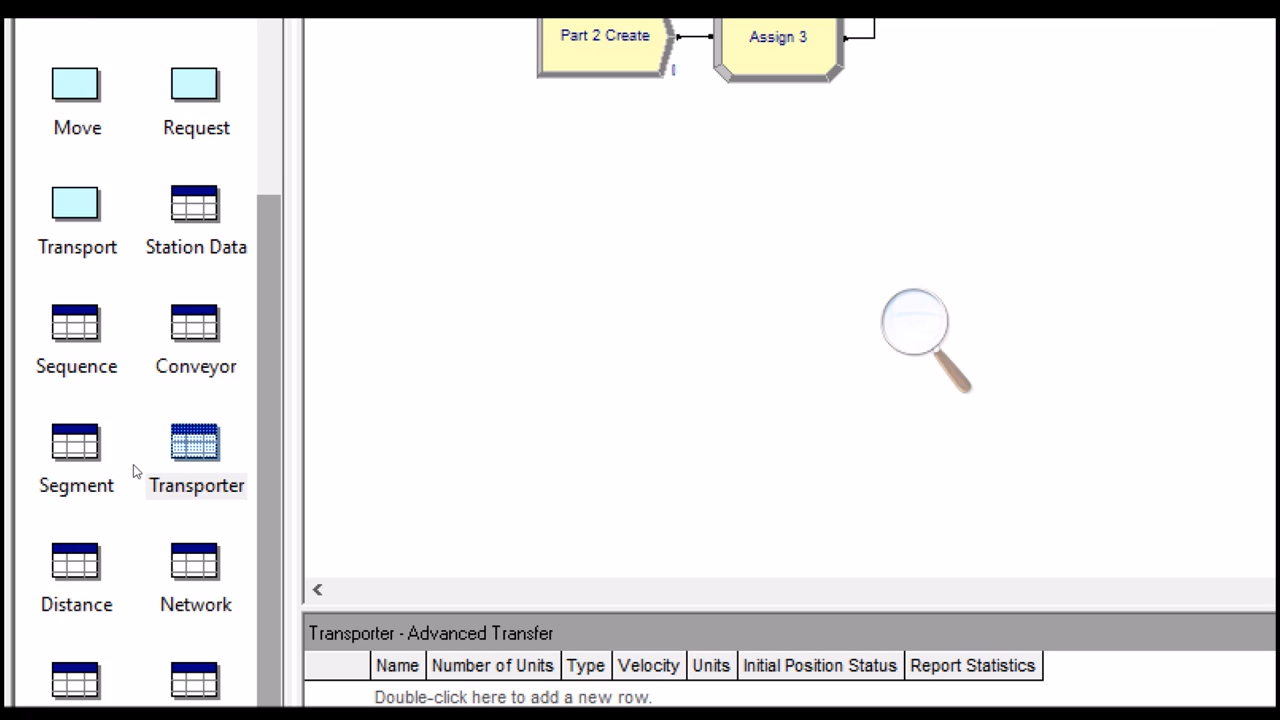 Part 2 Create
Assign 3
Move
Request
Transport
Station Data
Sequence
Conveyor
Segment
Transporter
Distance
Network
Transporter - Advanced Transfer
Name Number of Units Type Velocity Units Initial Position Status Report Statistics
Double-click here to add a new row.